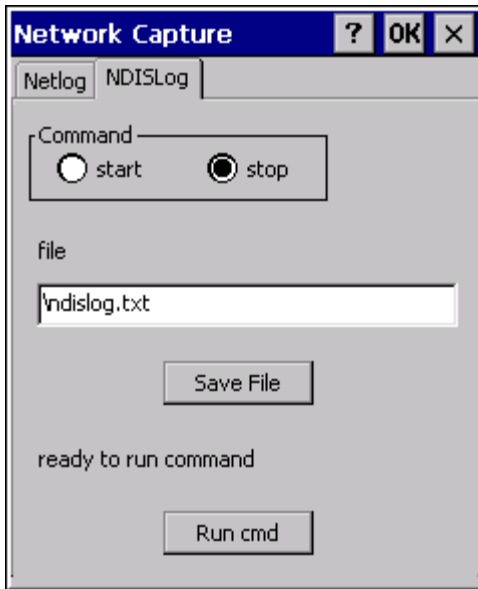 Network Capture ? OK ×
Netlog NDISLog
Command
start stop
file
\ndislog.txt
Save File
ready to run command
Run cmd